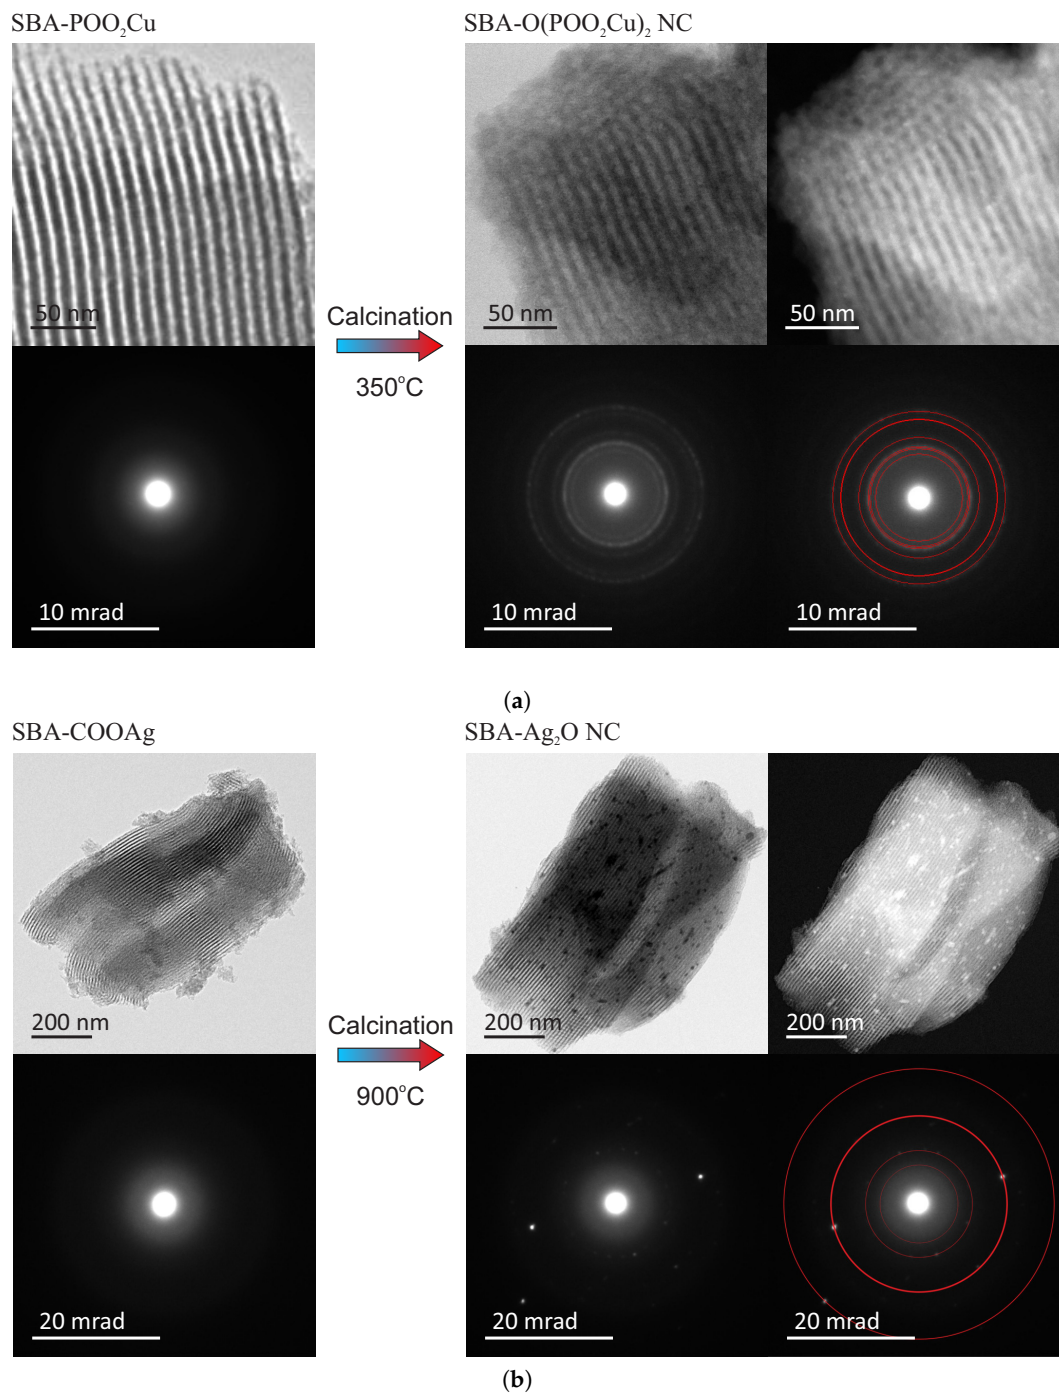 SBA-POO₂Cu
SBA-O(POO₂Cu)₂ NC
50 nm
50 nm
50 nm
Calcination
350°C
10 mrad
10 mrad
10 mrad
(a)
SBA-COOAg
SBA-Ag₂O NC
200 nm
200 nm
200 nm
Calcination
900°C
20 mrad
20 mrad
20 mrad
(b)